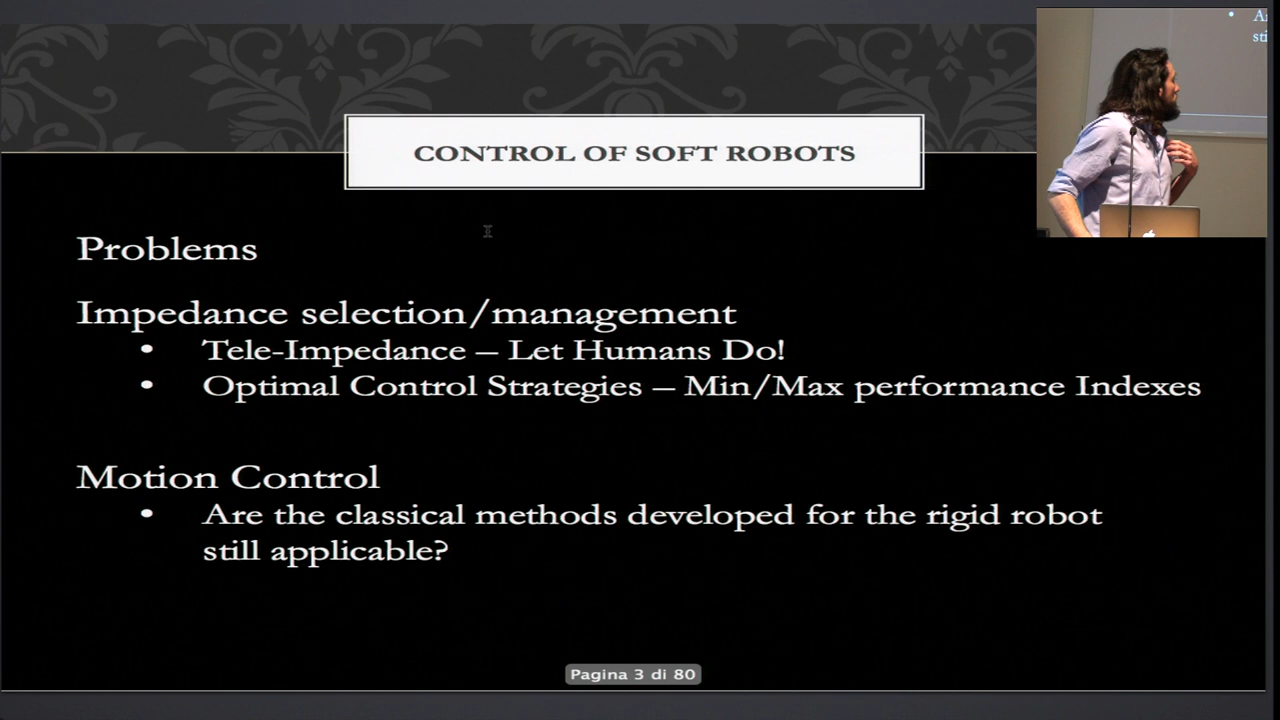 CONTROL OF SOFT ROBOTS
Problems
Impedance selection/management
• Tele-Impedance – Let Humans Do!
• Optimal Control Strategies – Min/Max performance Indexes
Motion Control
• Are the classical methods developed for the rigid robot
still applicable?
Pagina 3 di 80